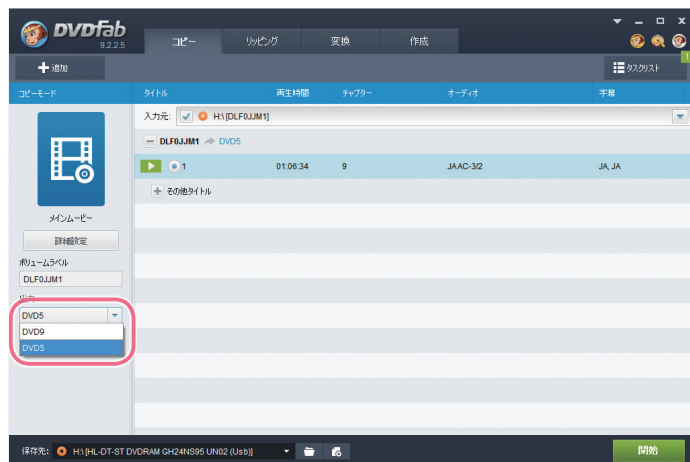 DVDFab
9.2.2.5
コピー リッピング 変換 作成
追加 タスクリスト 1
コピーモード タイトル 再生時間 チャプター オーディオ 字幕
入力元: H:\[DLF0JJM1]
DLF0JJM1 DVD5
1 01:06:34 9 JA AC-3/2 JA, JA
その他タイトル
メインムービー
詳細設定
ボリュームラベル
DLF0JJM1
出力
DVD5
DVD9
DVD5
保存先: H:\ [HL-DT-ST DVDRAM GH24NS95 UN02 (Usb)] 開始